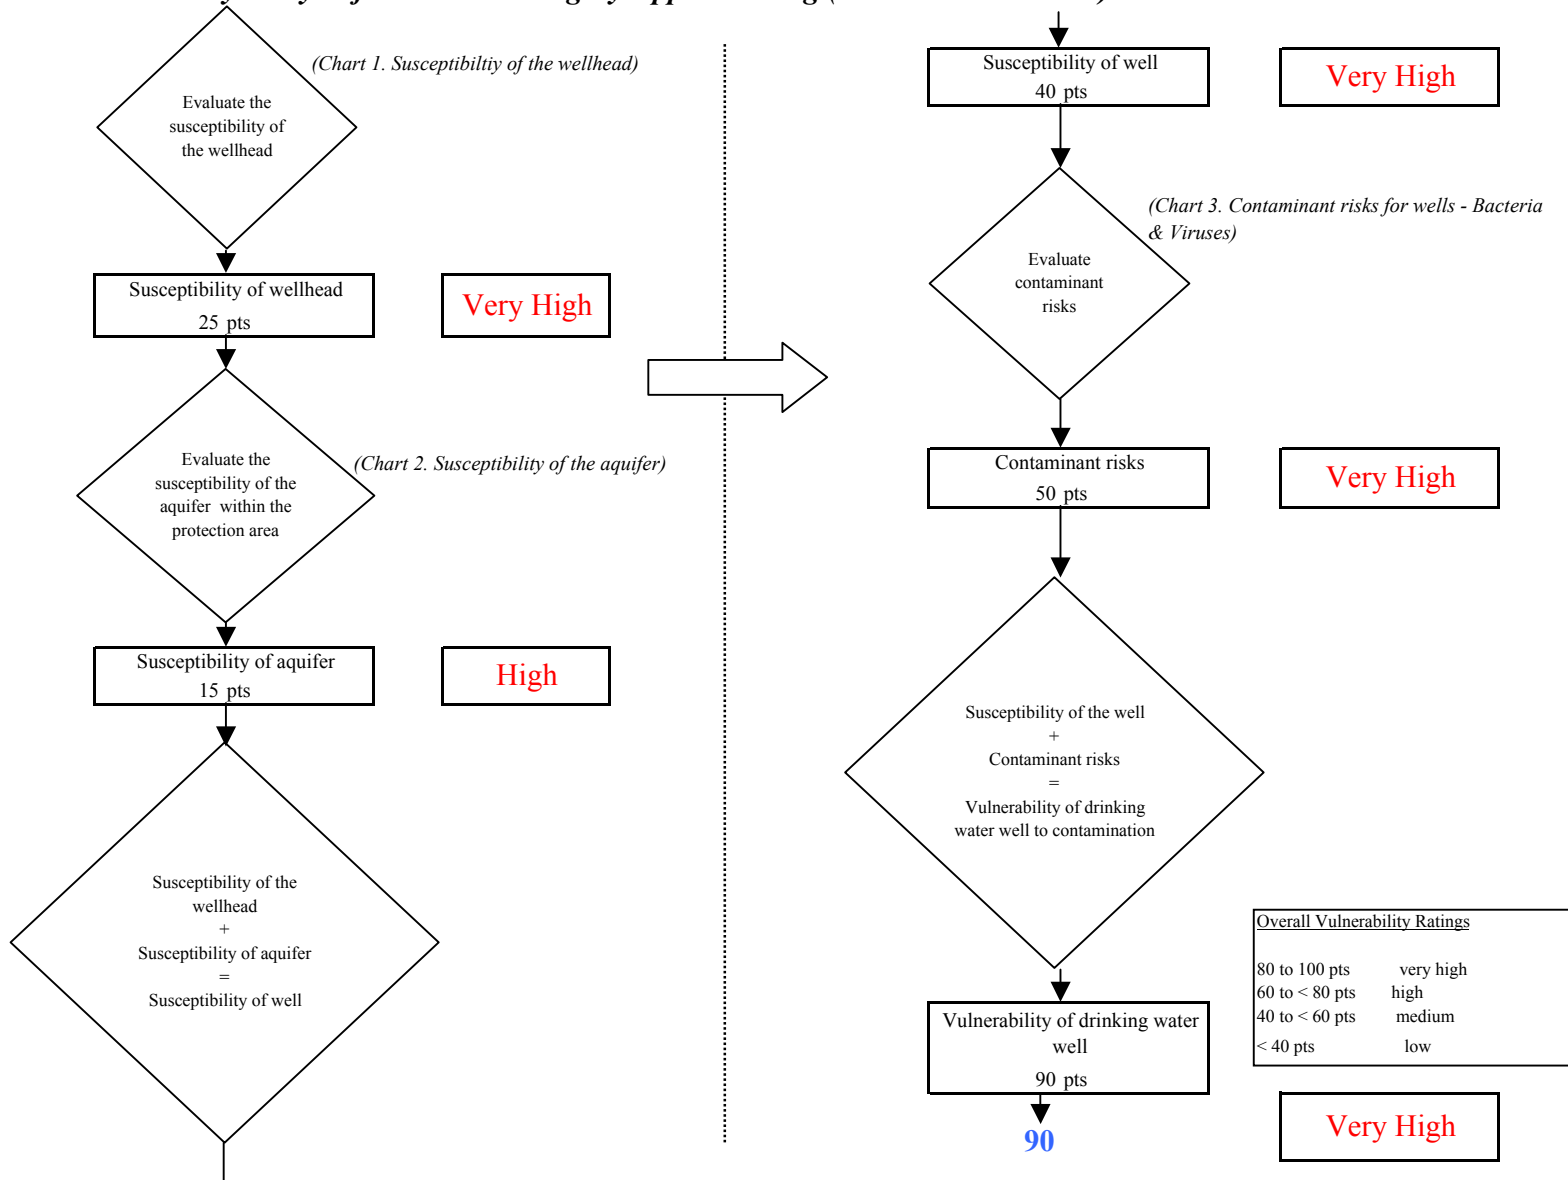 (Chart 1. Susceptibiltiy of the wellhead)
Evaluate the
susceptibility of
the wellhead
Susceptibility of wellhead
25 pts
Very High
Evaluate the
susceptibility of the
aquifer within the
protection area
(Chart 2. Susceptibility of the aquifer)
Susceptibility of aquifer
15 pts
High
Susceptibility of the
wellhead
+
Susceptibility of aquifer
=
Susceptibility of well
Susceptibility of well
40 pts
Very High
(Chart 3. Contaminant risks for wells - Bacteria
& Viruses)
Evaluate
contaminant
risks
Contaminant risks
50 pts
Very High
Susceptibility of the well
+
Contaminant risks
=
Vulnerability of drinking
water well to contamination
Overall Vulnerability Ratings
80 to 100 pts very high
60 to < 80 pts high
40 to < 60 pts medium
< 40 pts low
Vulnerability of drinking water
well
90 pts
90
Very High